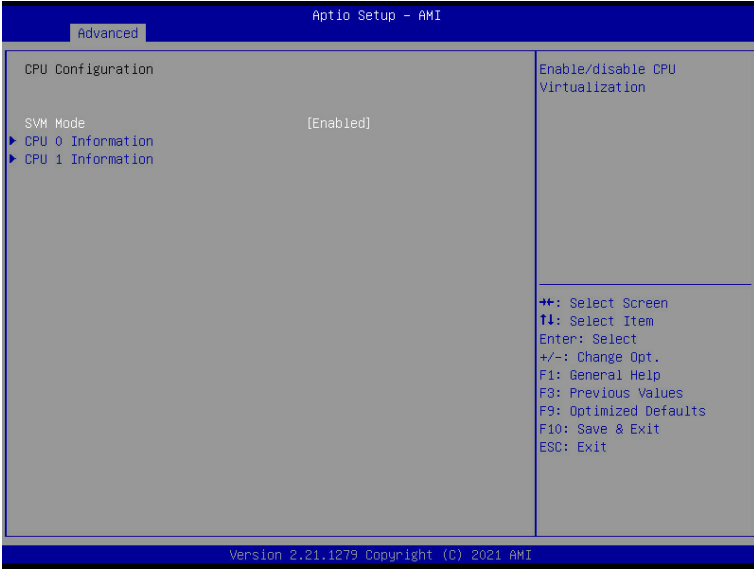 Aptio Setup – AMI
Advanced
CPU Configuration
SVM Mode [Enabled]
CPU 0 Information
CPU 1 Information
Enable/disable CPU
Virtualization
→←: Select Screen
↑↓: Select Item
Enter: Select
+/–: Change Opt.
F1: General Help
F3: Previous Values
F9: Optimized Defaults
F10: Save & Exit
ESC: Exit
Version 2.21.1279 Copyright (C) 2021 AMI